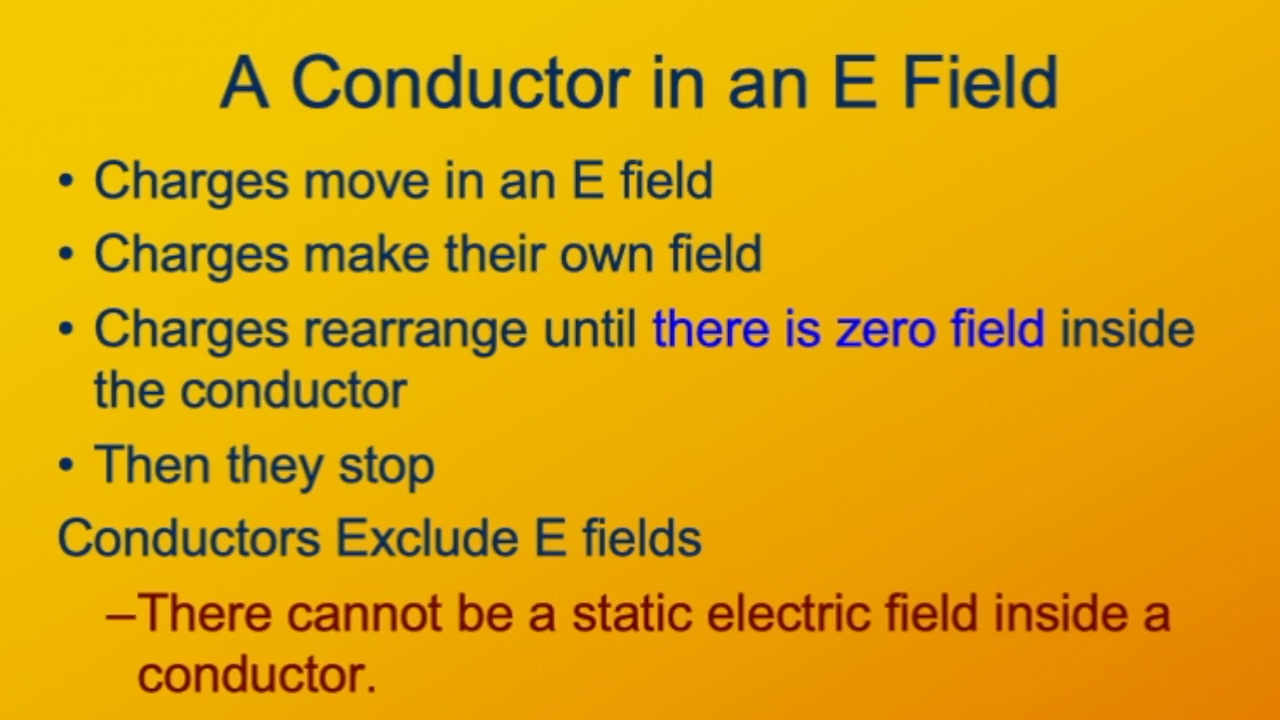 A Conductor in an E Field
• Charges move in an E field
• Charges make their own field
• Charges rearrange until there is zero field inside
the conductor
• Then they stop
Conductors Exclude E fields
–There cannot be a static electric field inside a
conductor.